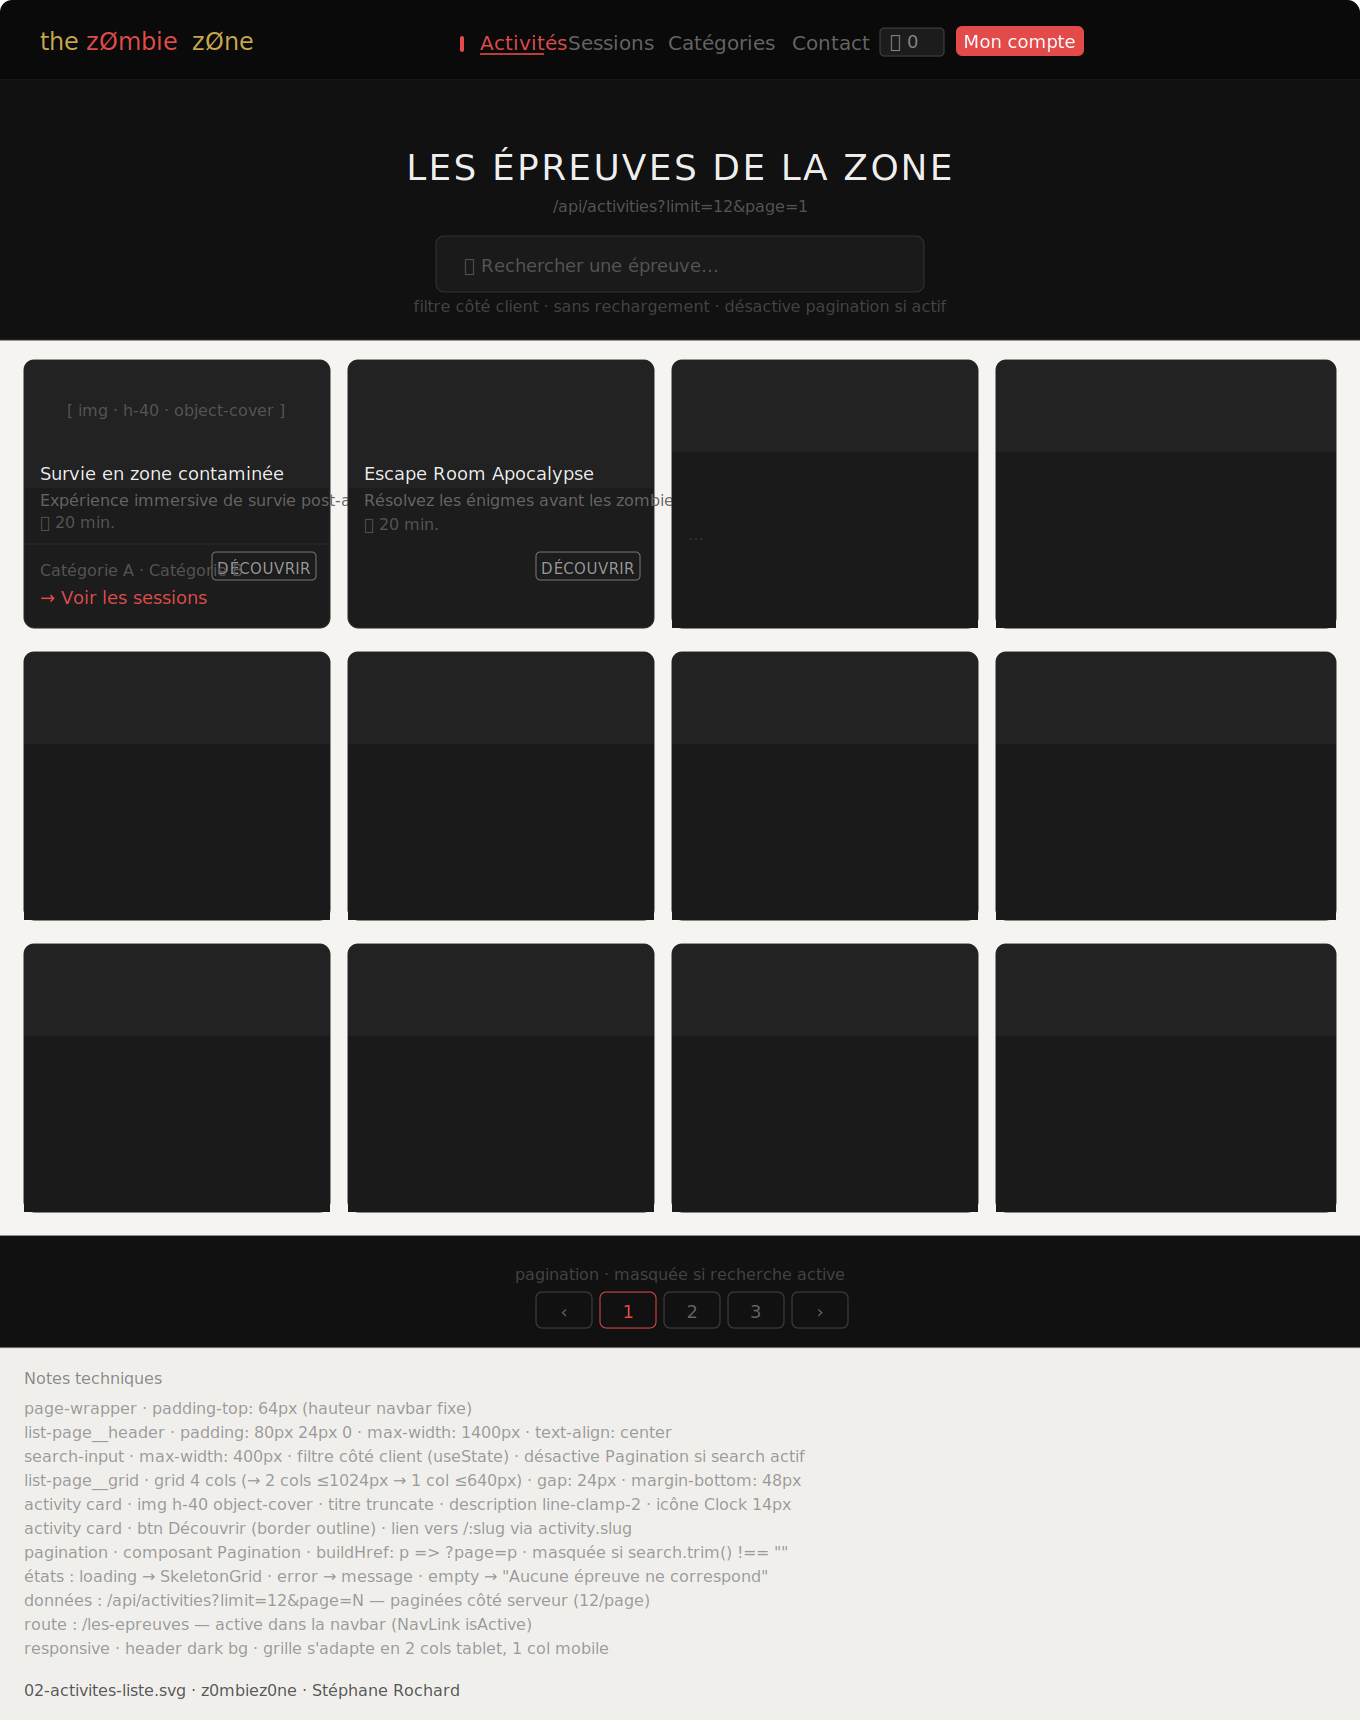 the zØmbie zØne
Activités Sessions Catégories Contact 0 Mon compte
LES ÉPREUVES DE LA ZONE
/api/activities?limit=12&page=1
Rechercher une épreuve...
filtre côté client · sans rechargement · désactive pagination si actif
[ img · h-40 · object-cover ]
Survie en zone contaminée
Expérience immersive de survie post-a
20 min.
Catégorie A · Catégorie B
DÉCOUVRIR
→ Voir les sessions
Escape Room Apocalypse
Résolvez les énigmes avant les zombie
20 min.
DÉCOUVRIR
...
pagination · masquée si recherche active
‹ 1 2 3 ›
Notes techniques
page-wrapper · padding-top: 64px (hauteur navbar fixe)
list-page__header · padding: 80px 24px 0 · max-width: 1400px · text-align: center
search-input · max-width: 400px · filtre côté client (useState) · désactive Pagination si search actif
list-page__grid · grid 4 cols (→ 2 cols ≤1024px → 1 col ≤640px) · gap: 24px · margin-bottom: 48px
activity card · img h-40 object-cover · titre truncate · description line-clamp-2 · icône Clock 14px
activity card · btn Découvrir (border outline) · lien vers /:slug via activity.slug
pagination · composant Pagination · buildHref: p => ?page=p · masquée si search.trim() !== ""
états : loading → SkeletonGrid · error → message · empty → "Aucune épreuve ne correspond"
données : /api/activities?limit=12&page=N — paginées côté serveur (12/page)
route : /les-epreuves — active dans la navbar (NavLink isActive)
responsive · header dark bg · grille s'adapte en 2 cols tablet, 1 col mobile
02-activites-liste.svg · z0mbiez0ne · Stéphane Rochard